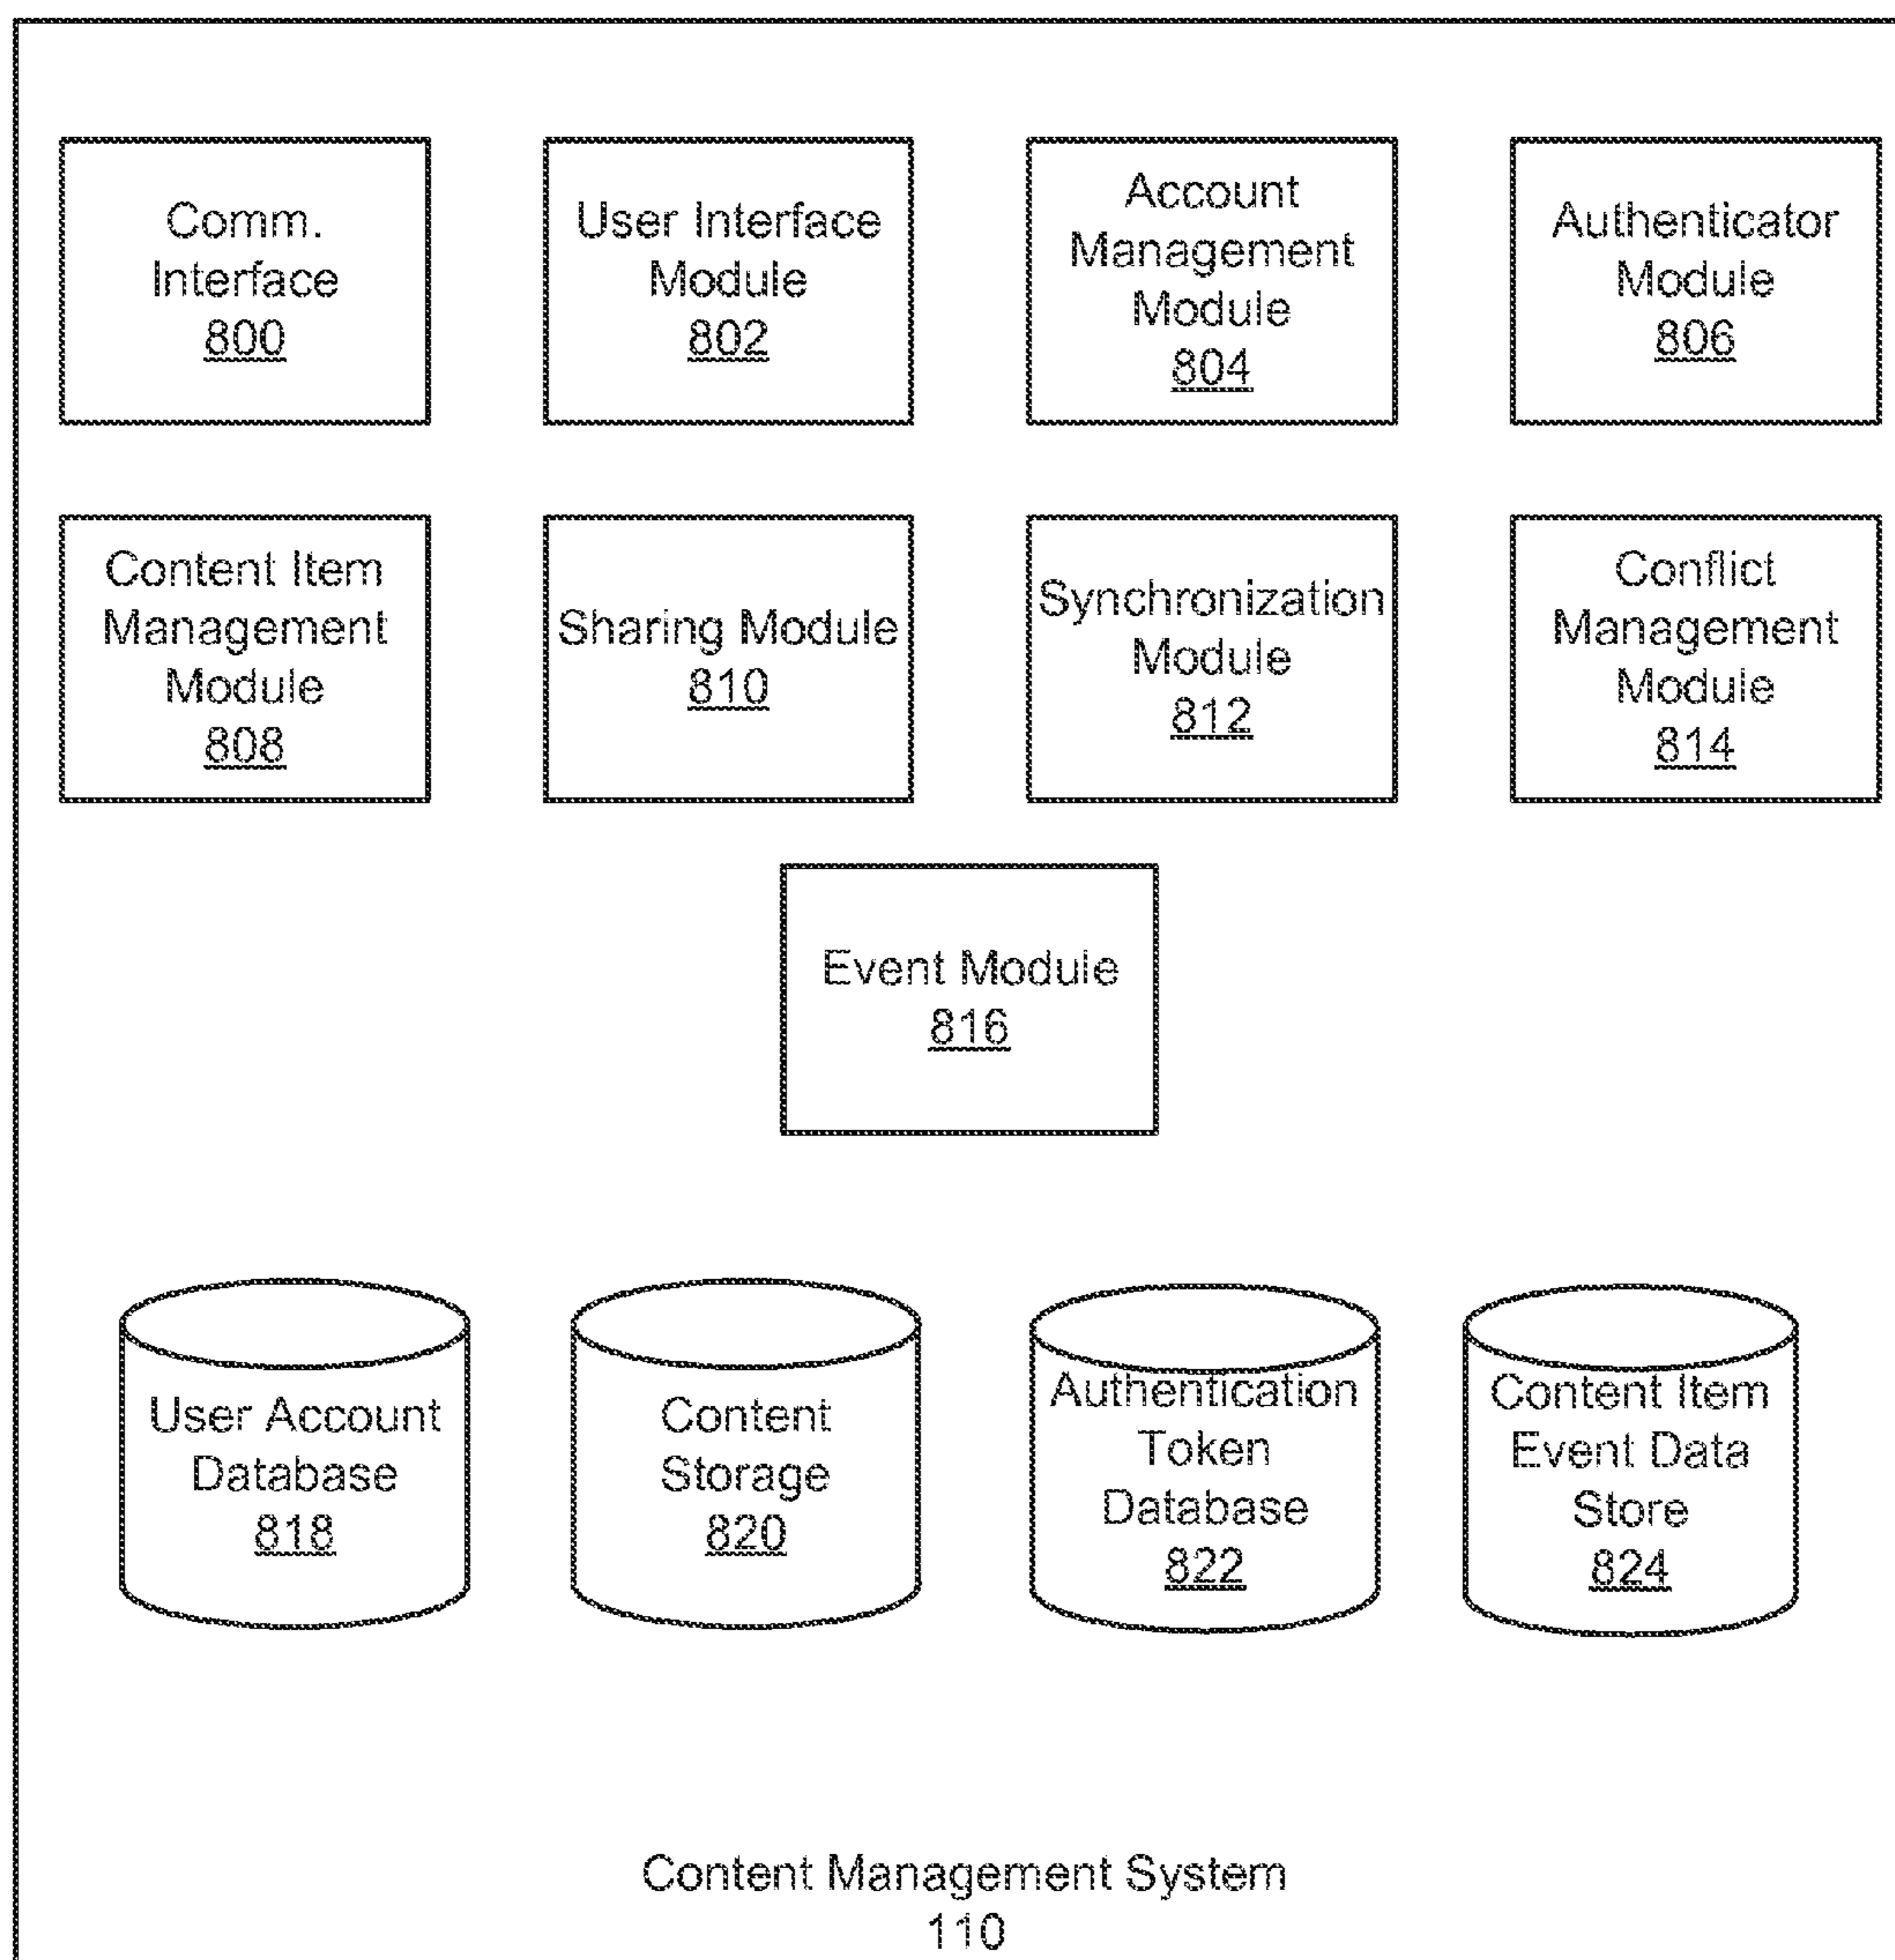 Comm.
Interface
800
User Interface
Module
802
Account
Management
Module
804
Authenticator
Module
806
Content Item
Management
Module
808
Sharing Module
810
Synchronization
Module
812
Conflict
Management
Module
814
Event Module
816
User Account
Database
818
Content
Storage
820
Authentication
Token
Database
822
Content Item
Event Data
Store
824
Content Management System
110